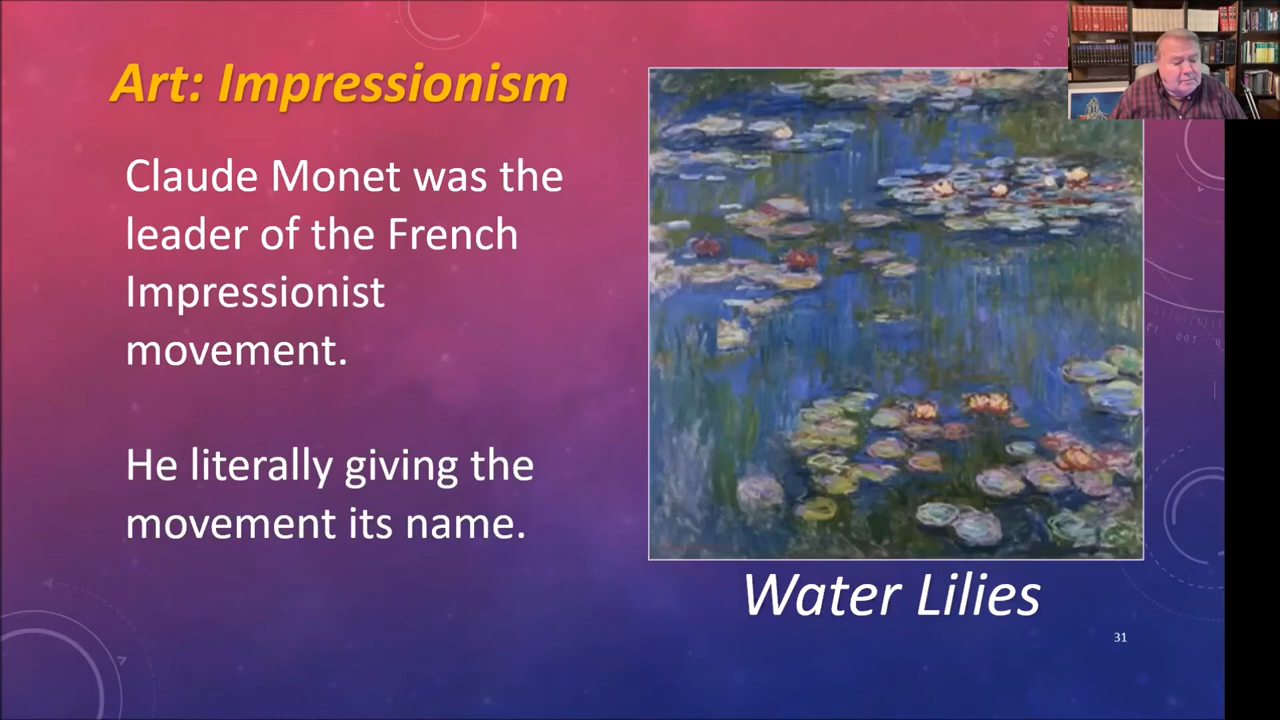 Art: Impressionism
Claude Monet was the
leader of the French
Impressionist
movement.
He literally giving the
movement its name.
Water Lilies
31